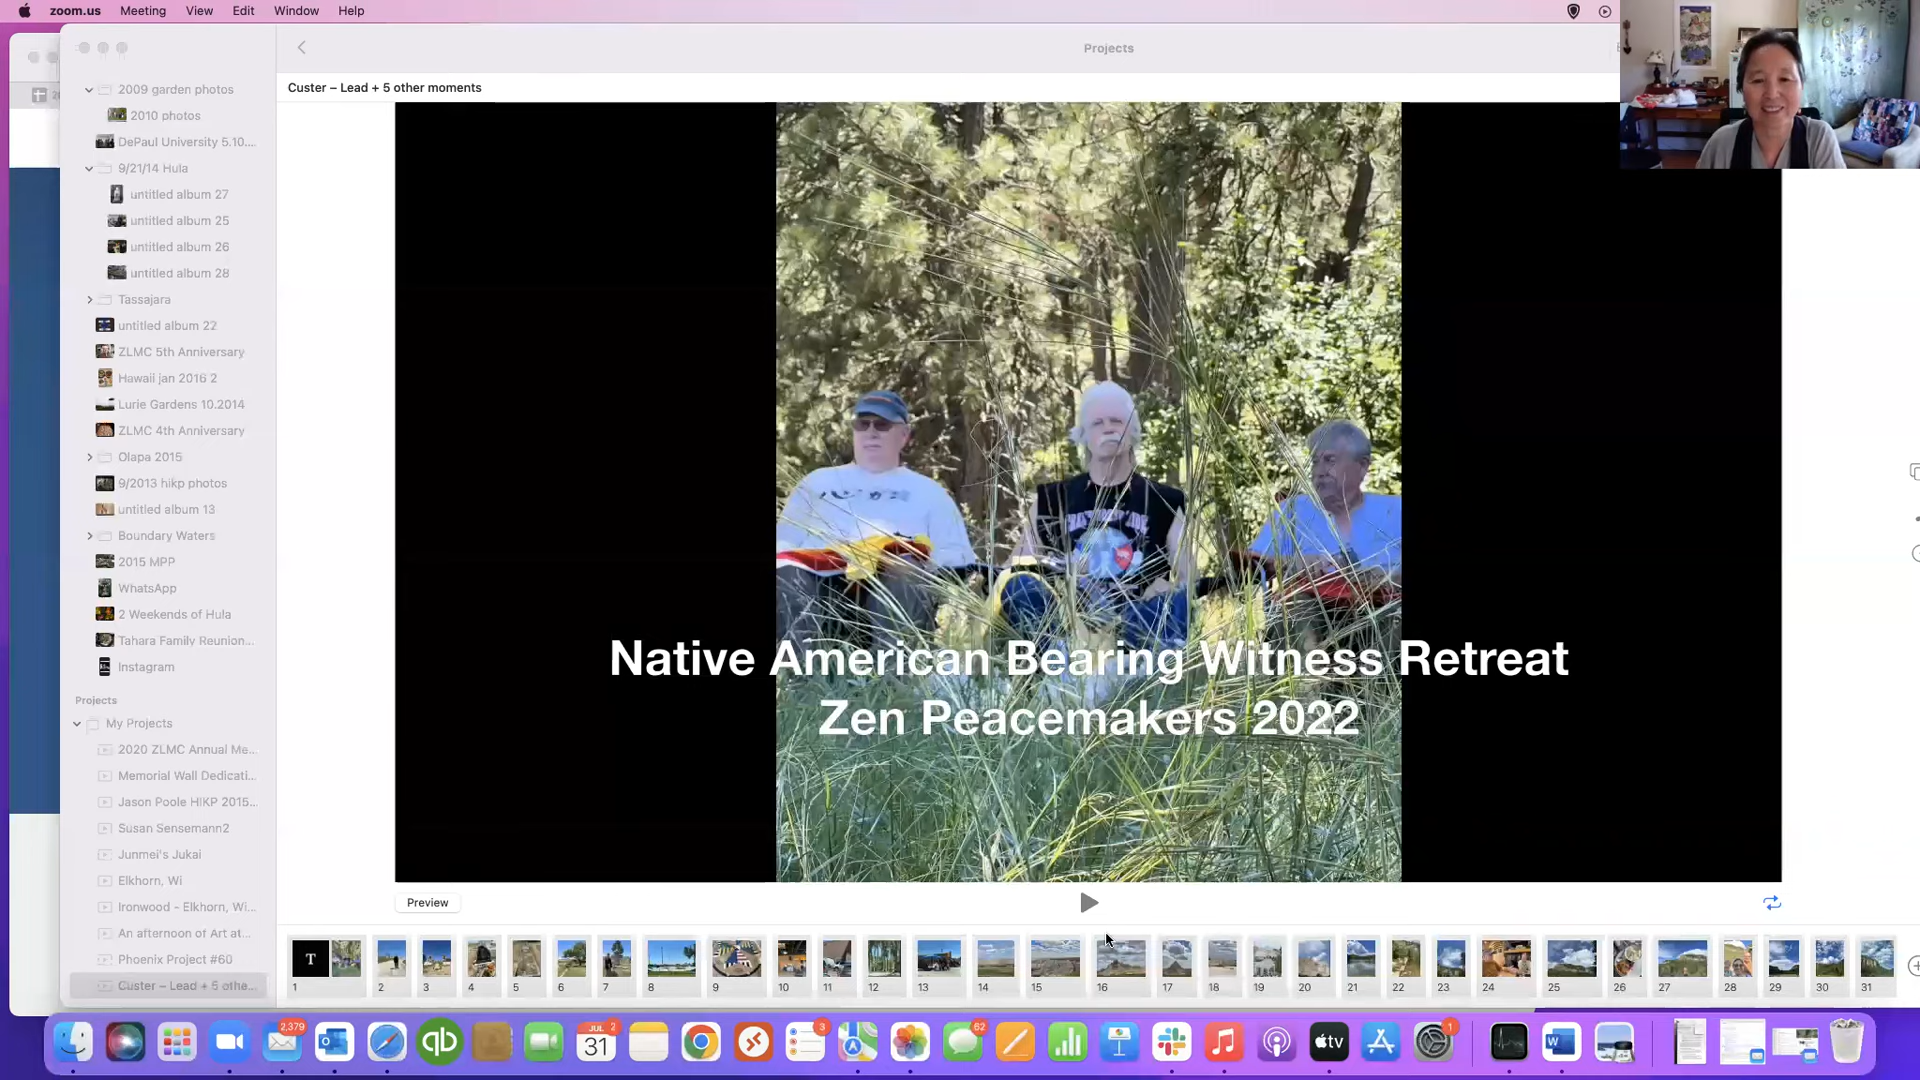 zoom.us Meeting View Edit Window Help
Projects
Custer – Lead + 5 other moments
2009 garden photos
2010 photos
DePaul University 5.10....
9/21/14 Hula
untitled album 27
untitled album 25
untitled album 26
untitled album 28
Tassajara
untitled album 22
ZLMC 5th Anniversary
Hawaii jan 2016 2
Lurie Gardens 10.2014
ZLMC 4th Anniversary
Olapa 2015
9/2013 hikp photos
untitled album 13
Boundary Waters
2015 MPP
WhatsApp
2 Weekends of Hula
Tahara Family Reunion...
Instagram
Projects
My Projects
2020 ZLMC Annual Me...
Memorial Wall Dedicati...
Jason Poole HIKP 2015...
Susan Sensemann2
Junmei's Jukai
Elkhorn, Wi
Ironwood - Elkhorn, Wi...
An afternoon of Art at...
Phoenix Project #60
Custer – Lead + 5 othe...
Native American Bearing Witness Retreat
Zen Peacemakers 2022
Preview
T
1 2 3 4 5 6 7 8 9 10 11 12 13 14 15 16 17 18 19 20 21 22 23 24 25 26 27 28 29 30 31
2,379
qb
JUL 2
31
3
62
tv
1
W